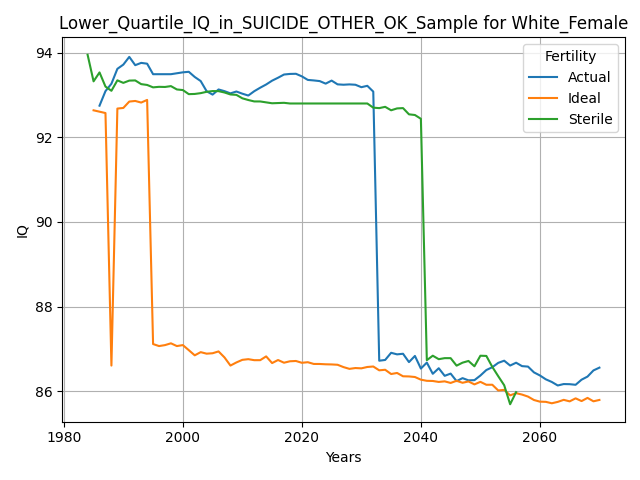 Lower_Quartile_IQ_in_SUICIDE_OTHER_OK_Sample for White_Female
Fertility
Actual
Ideal
Sterile
94
92
90
88
86
IQ
1980
2000
2020
2040
2060
Years